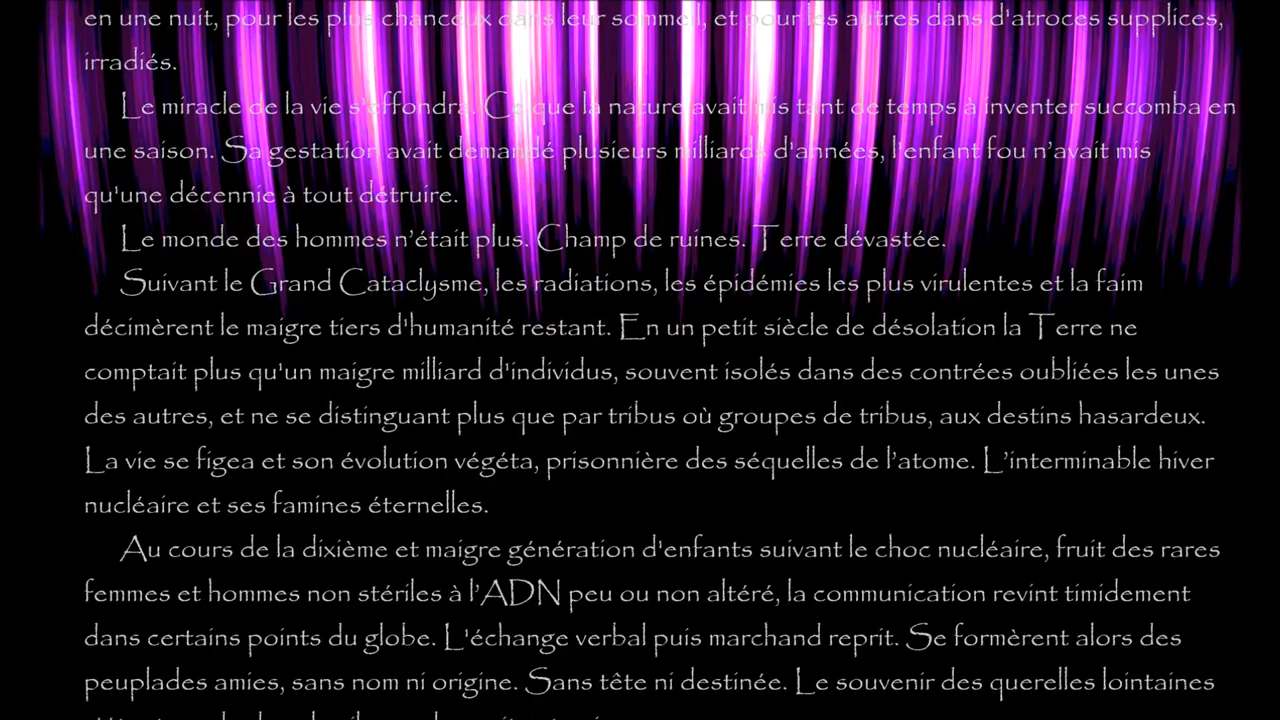 en une nuit, pour les plus chanceux dans leur sommeil, et pour les autres dans d'atroces supplices,
irradiés.
Le miracle de la vie s'effondra. Ce que la nature avait mis tant de temps à inventer succomba en
une saison. Sa gestation avait demandé plusieurs milliards d'années, l'enfant fou n'avait mis
qu'une décennie à tout détruire.
Le monde des hommes n'était plus. Champ de ruines. Terre dévastée.
Suivant le Grand Cataclysme, les radiations, les épidémies les plus virulentes et la faim
décimèrent le maigre tiers d'humanité restant. En un petit siècle de désolation la Terre ne
comptait plus qu'un maigre milliard d'individus, souvent isolés dans des contrées oubliées les unes
des autres, et ne se distinguant plus que par tribus où groupes de tribus, aux destins hasardeux.
La vie se figea et son évolution végéta, prisonnière des séquelles de l'atome. L'interminable hiver
nucléaire et ses famines éternelles.
Au cours de la dixième et maigre génération d'enfants suivant le choc nucléaire, fruit des rares
femmes et hommes non stériles à l'ADN peu ou non altéré, la communication revint timidement
dans certains points du globe. L'échange verbal puis marchand reprit. Se formèrent alors des
peuplades amies, sans nom ni origine. Sans tête ni destinée. Le souvenir des querelles lointaines